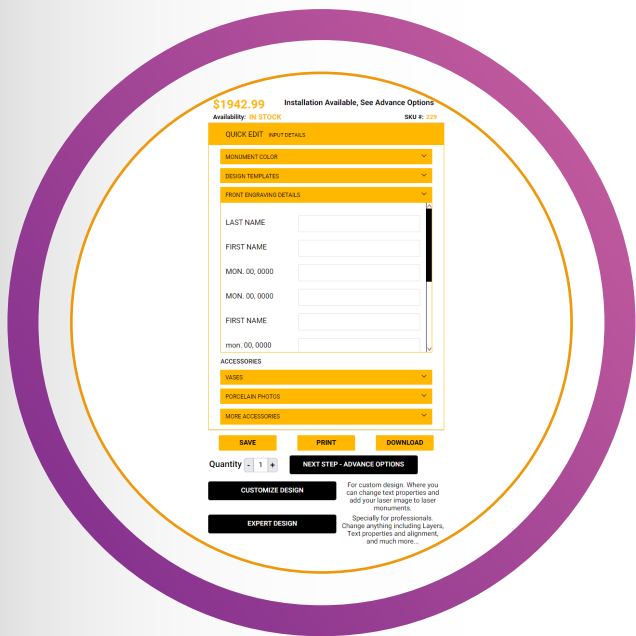 $1942.99 Installation Available, See Advance Options
Availability: IN STOCK SKU #: 229
QUICK EDIT INPUT DETAILS
MONUMENT COLOR
DESIGN TEMPLATES
FRONT ENGRAVING DETAILS
LAST NAME
FIRST NAME
MON. 00, 0000
MON. 00, 0000
FIRST NAME
mon. 00, 0000
ACCESSORIES
VASES
PORCELAIN PHOTOS
MORE ACCESSORIES
SAVE PRINT DOWNLOAD
Quantity - 1 + NEXT STEP - ADVANCE OPTIONS
CUSTOMIZE DESIGN
For custom design. Where you
can change text properties and
add your laser image to laser
monuments.
EXPERT DESIGN
Specially for professionals.
Change anything including Layers,
Text properties and alignment,
and much more...